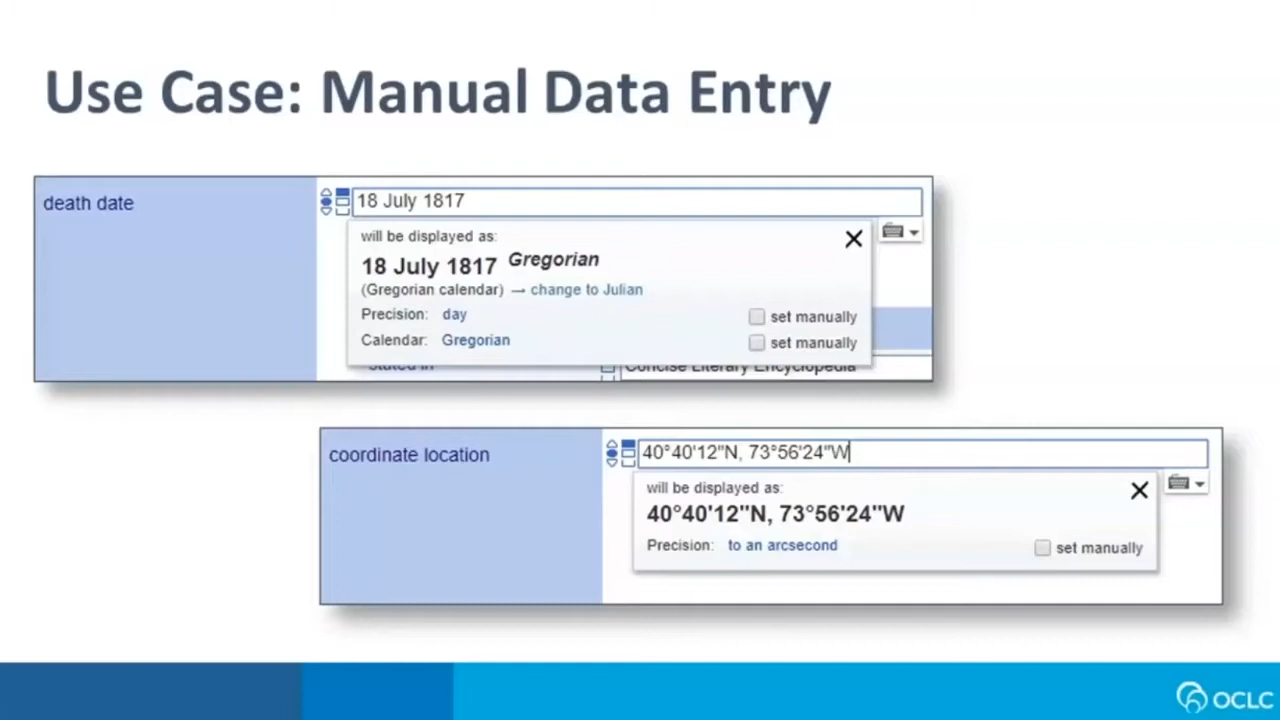 Use Case: Manual Data Entry
death date
18 July 1817
will be displayed as:
18 July 1817 Gregorian
(Gregorian calendar) → change to Julian
Precision: day set manually
Calendar: Gregorian set manually
stated in Concise Literary Encyclopedia
coordinate location
40°40'12"N, 73°56'24"W
will be displayed as:
40°40'12"N, 73°56'24"W
Precision: to an arcsecond set manually
OCLC